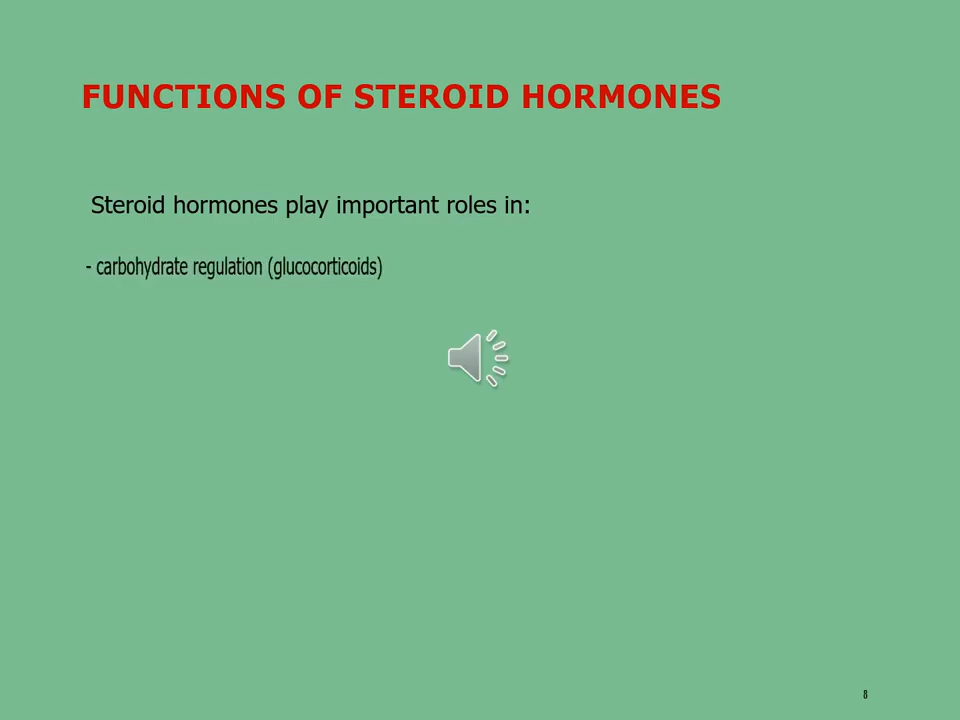 FUNCTIONS OF STEROID HORMONES
Steroid hormones play important roles in:
- carbohydrate regulation (glucocorticoids)
8